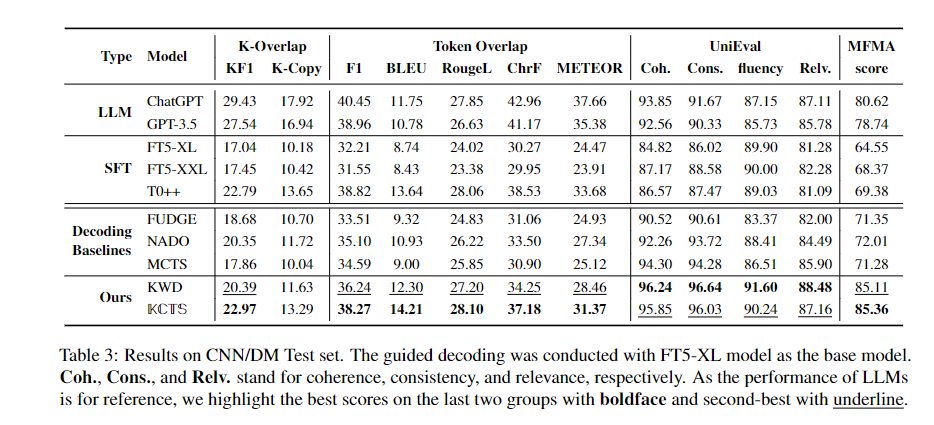 Type Model K-Overlap Token Overlap UniEval MFMA
KF1 K-Copy F1 BLEU RougeL ChrF METEOR Coh. Cons. fluency Relv. score
LLM ChatGPT 29.43 17.92 40.45 11.75 27.85 42.96 37.66 93.85 91.67 87.15 87.11 80.62
GPT-3.5 27.54 16.94 38.96 10.78 26.63 41.17 35.38 92.56 90.33 85.73 85.78 78.74
SFT FT5-XL 17.04 10.18 32.21 8.74 24.02 30.27 24.47 84.82 86.02 89.90 81.28 64.55
FT5-XXL 17.45 10.42 31.55 8.43 23.38 29.95 23.91 87.17 88.58 90.00 82.28 68.37
T0++ 22.79 13.65 38.82 13.64 28.06 38.53 33.68 86.57 87.47 89.03 81.09 69.38
Decoding Baselines FUDGE 18.68 10.70 33.51 9.32 24.83 31.06 24.93 90.52 90.61 83.37 82.00 71.35
NADO 20.35 11.72 35.10 10.93 26.22 33.50 27.34 92.26 93.72 88.41 84.49 72.01
MCTS 17.86 10.04 34.59 9.00 25.85 30.90 25.12 94.30 94.28 86.51 85.90 71.28
Ours KWD 20.39 11.63 36.24 12.30 27.20 34.25 28.46 96.24 96.64 91.60 88.48 85.11
KCTS 22.97 13.29 38.27 14.21 28.10 37.18 31.37 95.85 96.03 90.24 87.16 85.36
Table 3: Results on CNN/DM Test set. The guided decoding was conducted with FT5-XL model as the base model.
Coh., Cons., and Relv. stand for coherence, consistency, and relevance, respectively. As the performance of LLMs
is for reference, we highlight the best scores on the last two groups with boldface and second-best with underline.